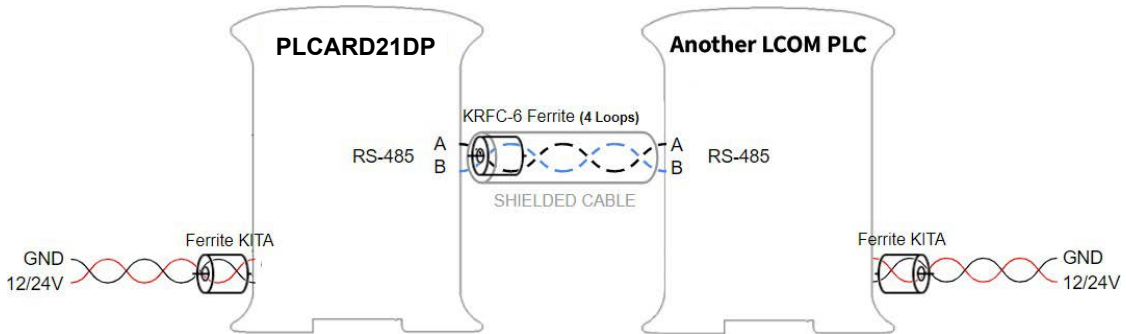 PLCARD21DP
Another LCOM PLC
KRFC-6 Ferrite (4 Loops)
RS-485
A
B
A
B
RS-485
SHIELDED CABLE
Ferrite KITA
GND
12/24V
Ferrite KITA
GND
12/24V